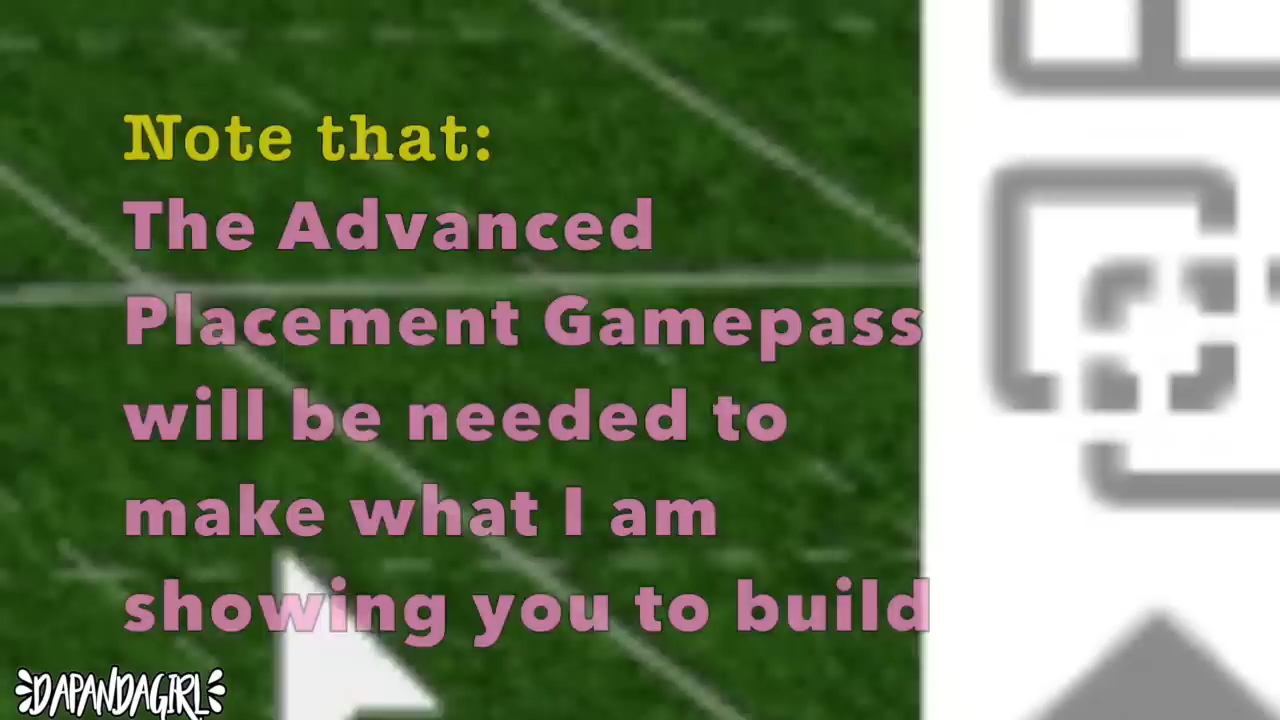 Note that:
The Advanced
Placement Gamepass
will be needed to
make what I am
showing you to build
DAPANDAGIRL